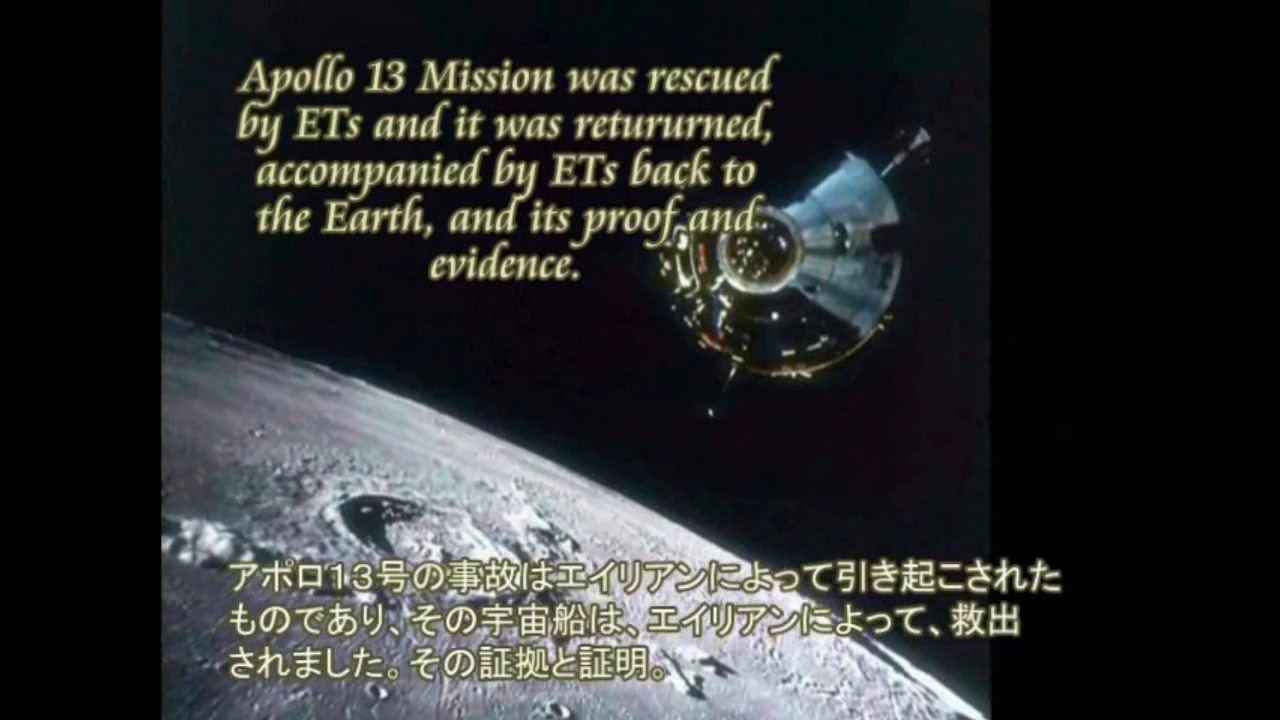 Apollo 13 Mission was rescued
by ETs and it was retururned,
accompanied by ETs back to
the Earth, and its proof and
evidence.
アポロ１３号の事故はエイリアンによって引き起こされた
ものであり、その宇宙船は、エイリアンによって、救出
されました。その証拠と証明。